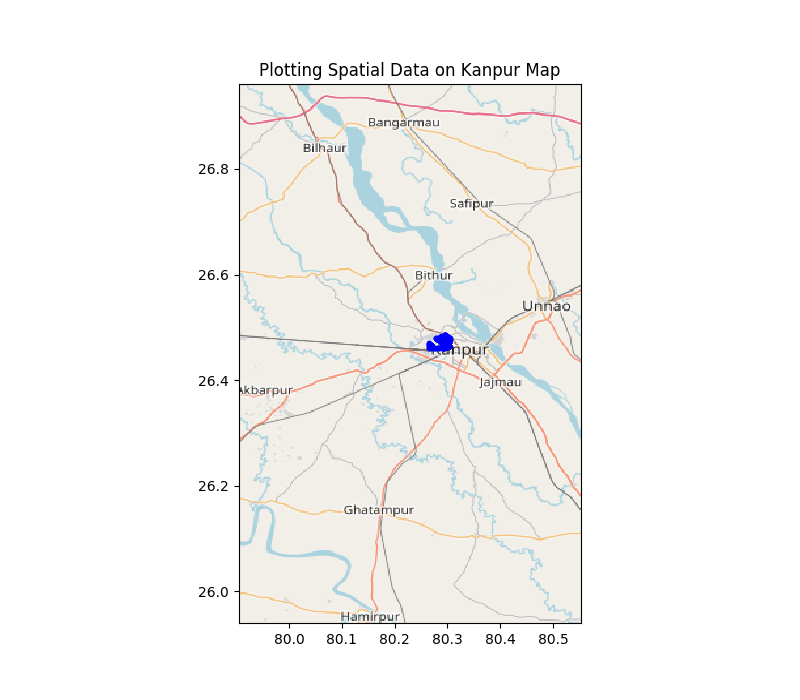 Plotting Spatial Data on Kanpur Map
26.8
26.6
26.4
26.2
26.0
Bangarmau
Bilhaur
Safipur
Bithur
Unnao
Kanpur
Jajmau
Akbarpur
Ghatampur
Hamirpur
80.0 80.1 80.2 80.3 80.4 80.5